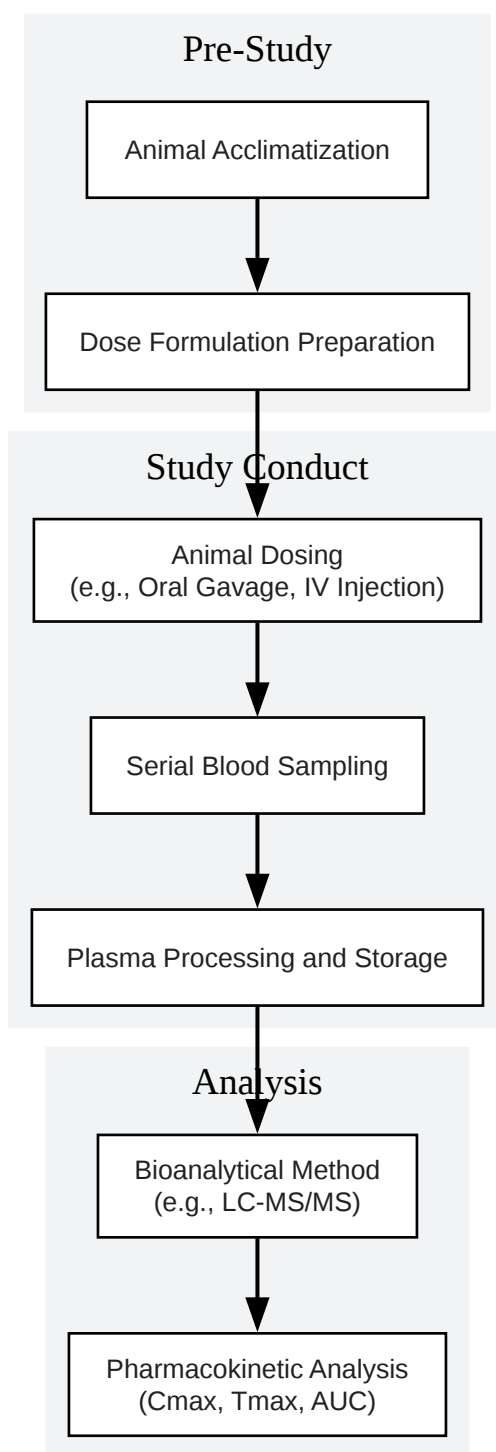 Pre-Study
Animal Acclimatization
Dose Formulation Preparation
Study Conduct
Animal Dosing
(e.g., Oral Gavage, IV Injection)
Serial Blood Sampling
Plasma Processing and Storage
Analysis
Bioanalytical Method
(e.g., LC-MS/MS)
Pharmacokinetic Analysis
(Cmax, Tmax, AUC)